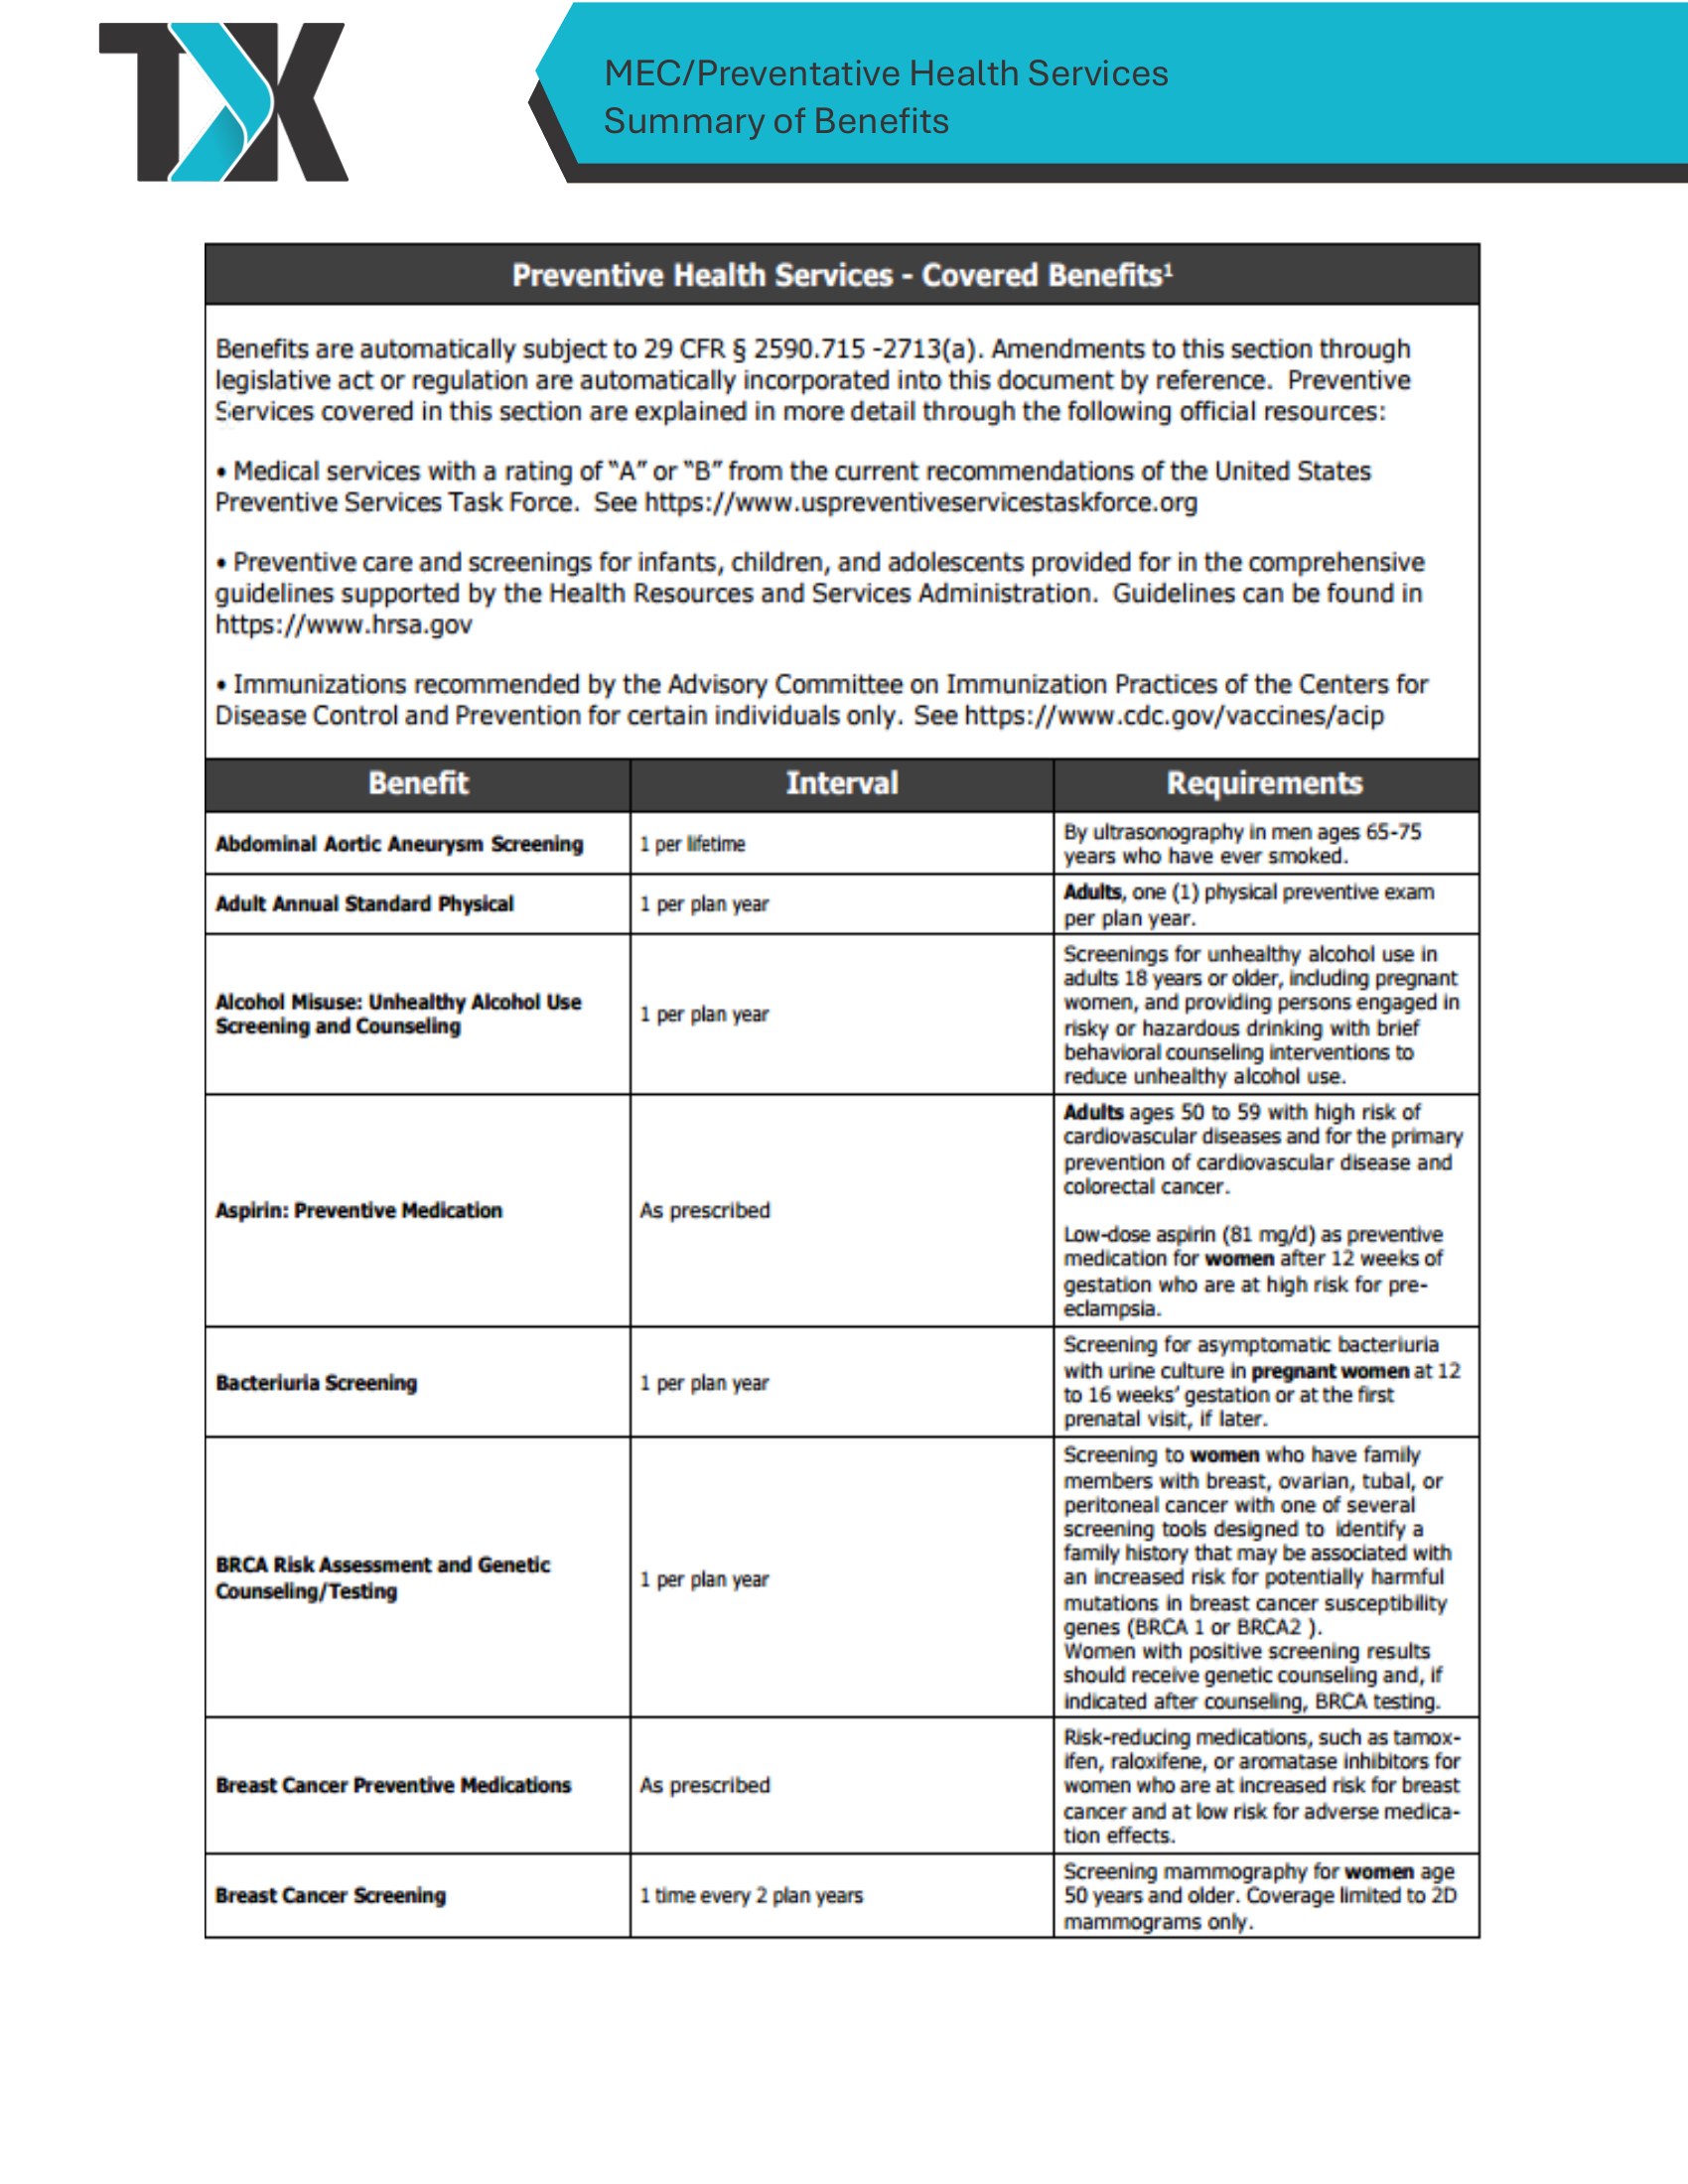 TXK
MEC/Preventative Health Services
Summary of Benefits
Preventive Health Services - Covered Benefits¹
Benefits are automatically subject to 29 CFR § 2590.715 -2713(a). Amendments to this section through
legislative act or regulation are automatically incorporated into this document by reference.  Preventive
Services covered in this section are explained in more detail through the following official resources:
• Medical services with a rating of “A” or “B” from the current recommendations of the United States
Preventive Services Task Force.  See https://www.uspreventiveservicestaskforce.org
• Preventive care and screenings for infants, children, and adolescents provided for in the comprehensive
guidelines supported by the Health Resources and Services Administration.  Guidelines can be found in
https://www.hrsa.gov
• Immunizations recommended by the Advisory Committee on Immunization Practices of the Centers for
Disease Control and Prevention for certain individuals only.  See https://www.cdc.gov/vaccines/acip
Benefit
Interval
Requirements
Abdominal Aortic Aneurysm Screening
1 per lifetime
By ultrasonography in men ages 65-75
years who have ever smoked.
Adult Annual Standard Physical
1 per plan year
Adults, one (1) physical preventive exam
per plan year.
Alcohol Misuse: Unhealthy Alcohol Use
Screening and Counseling
1 per plan year
Screenings for unhealthy alcohol use in
adults 18 years or older, including pregnant
women, and providing persons engaged in
risky or hazardous drinking with brief
behavioral counseling interventions to
reduce unhealthy alcohol use.
Aspirin: Preventive Medication
As prescribed
Adults ages 50 to 59 with high risk of
cardiovascular diseases and for the primary
prevention of cardiovascular disease and
colorectal cancer.
Low-dose aspirin (81 mg/d) as preventive
medication for women after 12 weeks of
gestation who are at high risk for pre-
eclampsia.
Bacteriuria Screening
1 per plan year
Screening for asymptomatic bacteriuria
with urine culture in pregnant women at 12
to 16 weeks’ gestation or at the first
prenatal visit, if later.
BRCA Risk Assessment and Genetic
Counseling/Testing
1 per plan year
Screening to women who have family
members with breast, ovarian, tubal, or
peritoneal cancer with one of several
screening tools designed to  identify a
family history that may be associated with
an increased risk for potentially harmful
mutations in breast cancer susceptibility
genes (BRCA 1 or BRCA2 ).
Women with positive screening results
should receive genetic counseling and, if
indicated after counseling, BRCA testing.
Breast Cancer Preventive Medications
As prescribed
Risk-reducing medications, such as tamox-
ifen, raloxifene, or aromatase inhibitors for
women who are at increased risk for breast
cancer and at low risk for adverse medica-
tion effects.
Breast Cancer Screening
1 time every 2 plan years
Screening mammography for women age
50 years and older. Coverage limited to 2D
mammograms only.